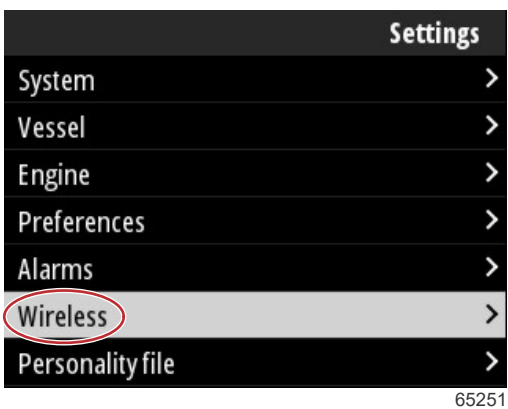 Settings
System
Vessel
Engine
Preferences
Alarms
Wireless
Personality file
65251